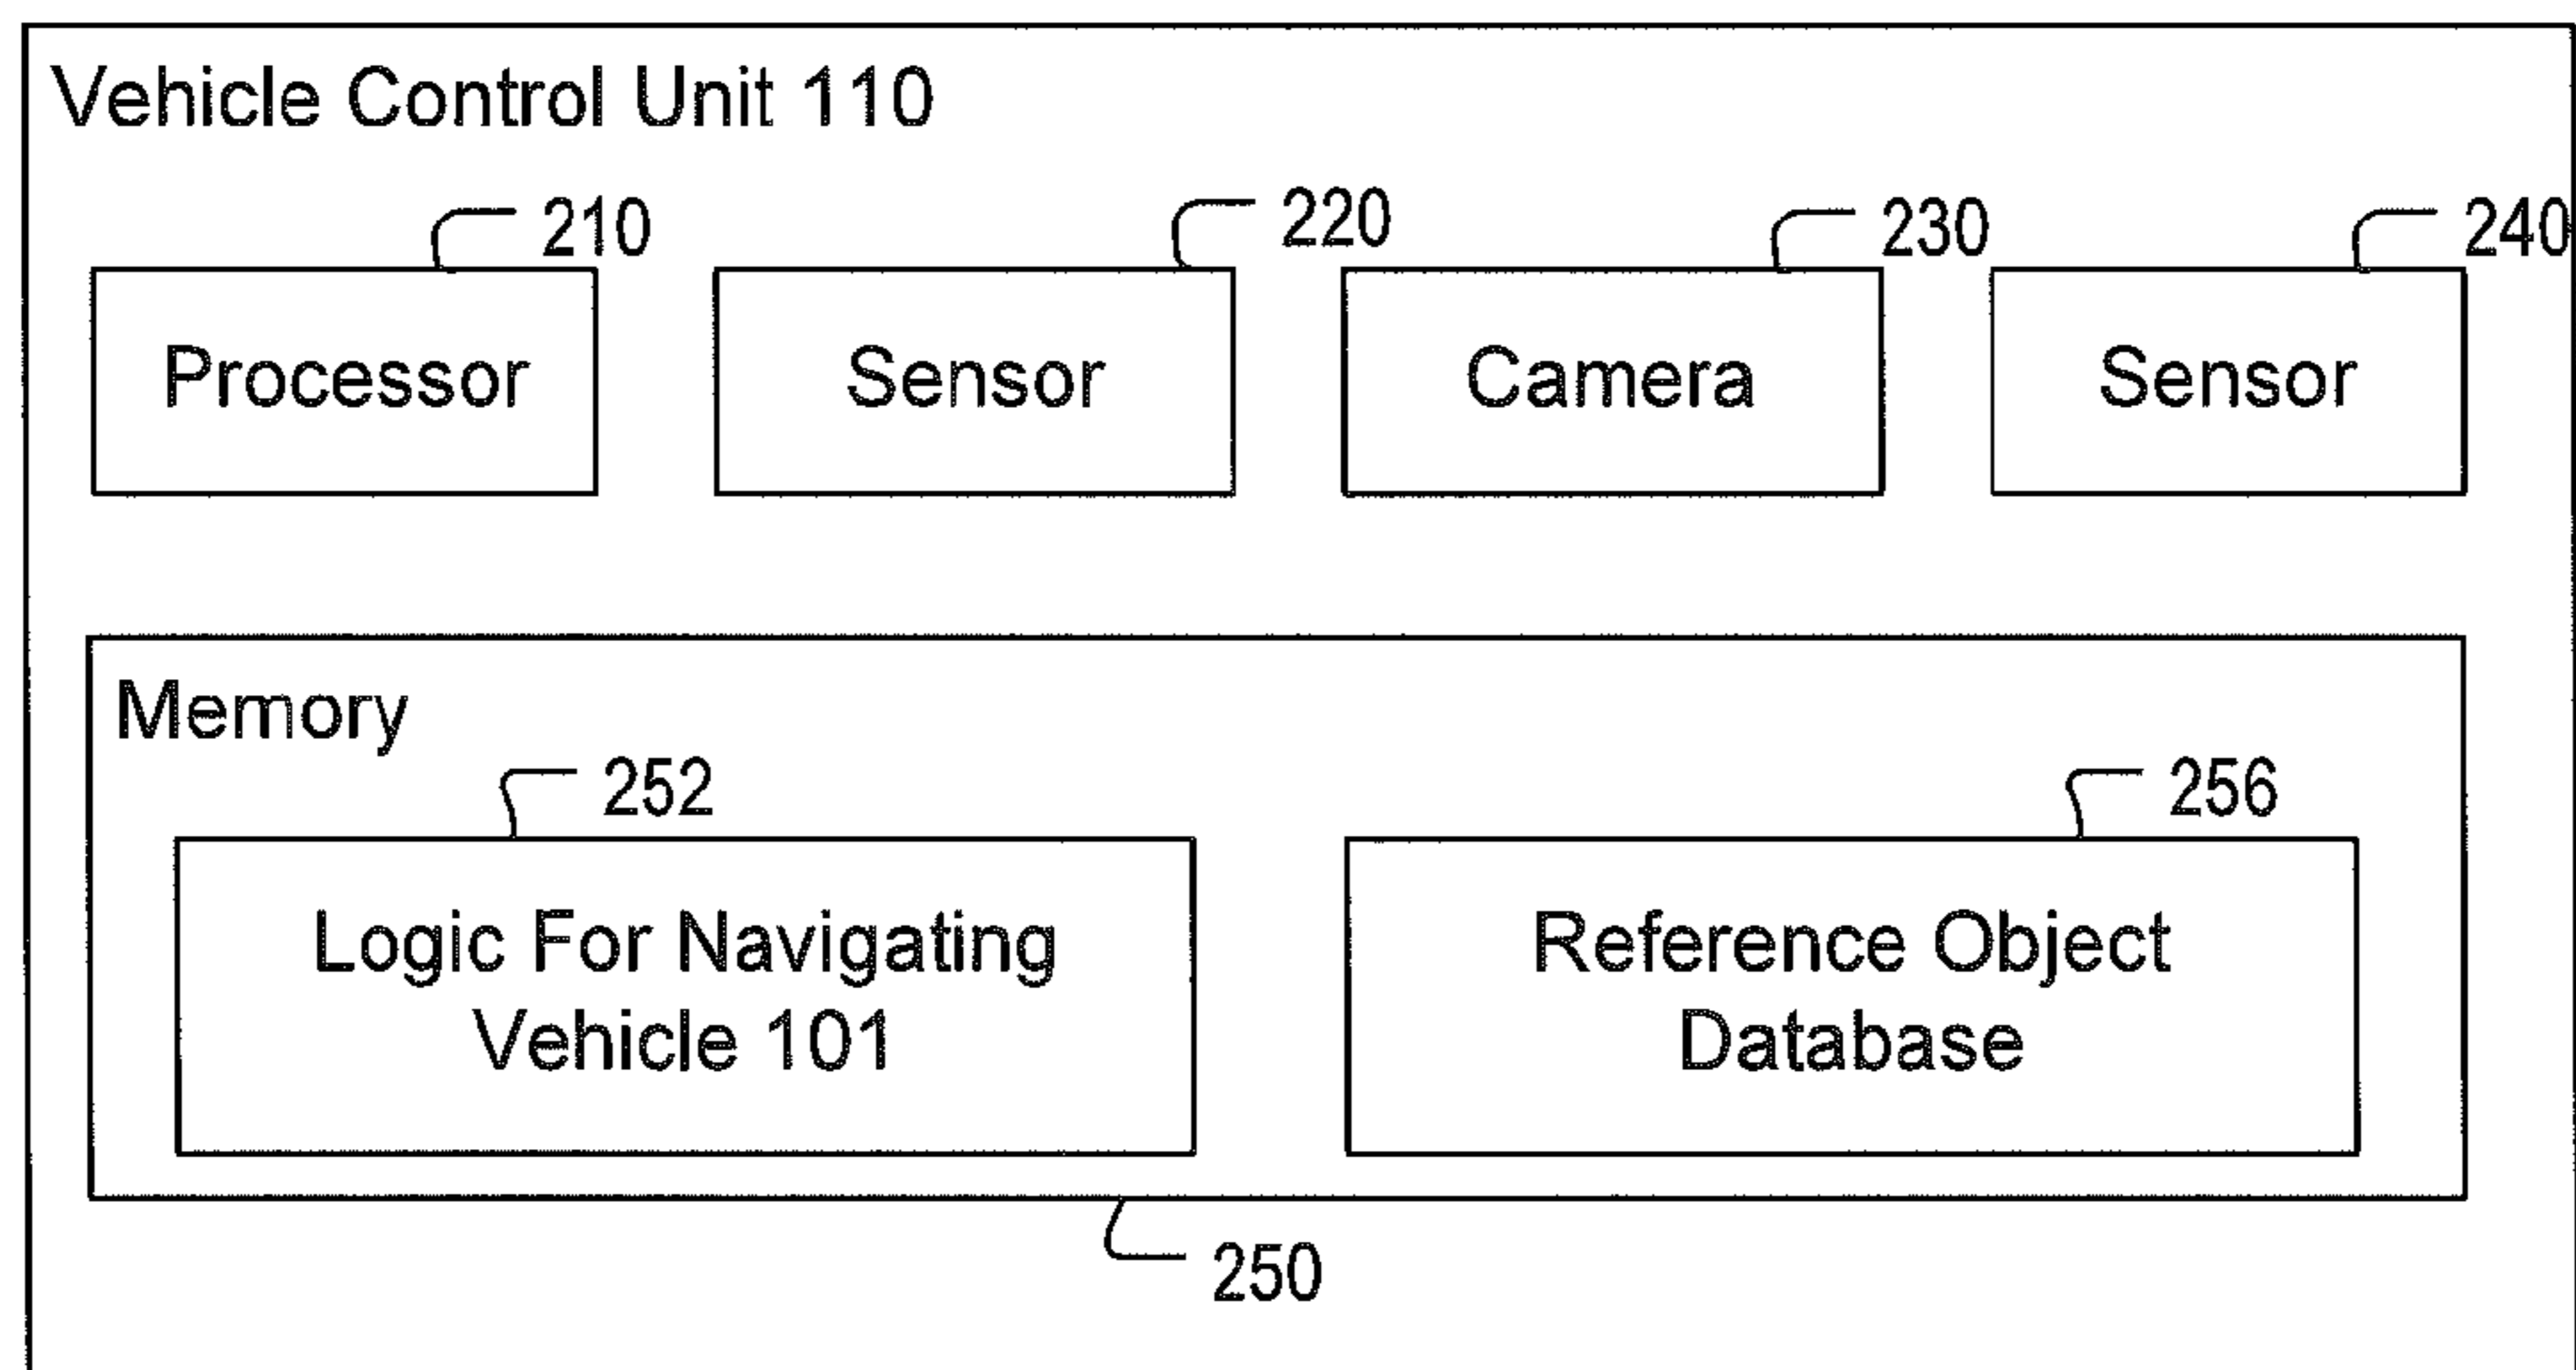 Vehicle Control Unit 110
210
220
230
240
Processor
Sensor
Camera
Sensor
Memory
252
256
Logic For Navigating
Vehicle 101
Reference Object
Database
250